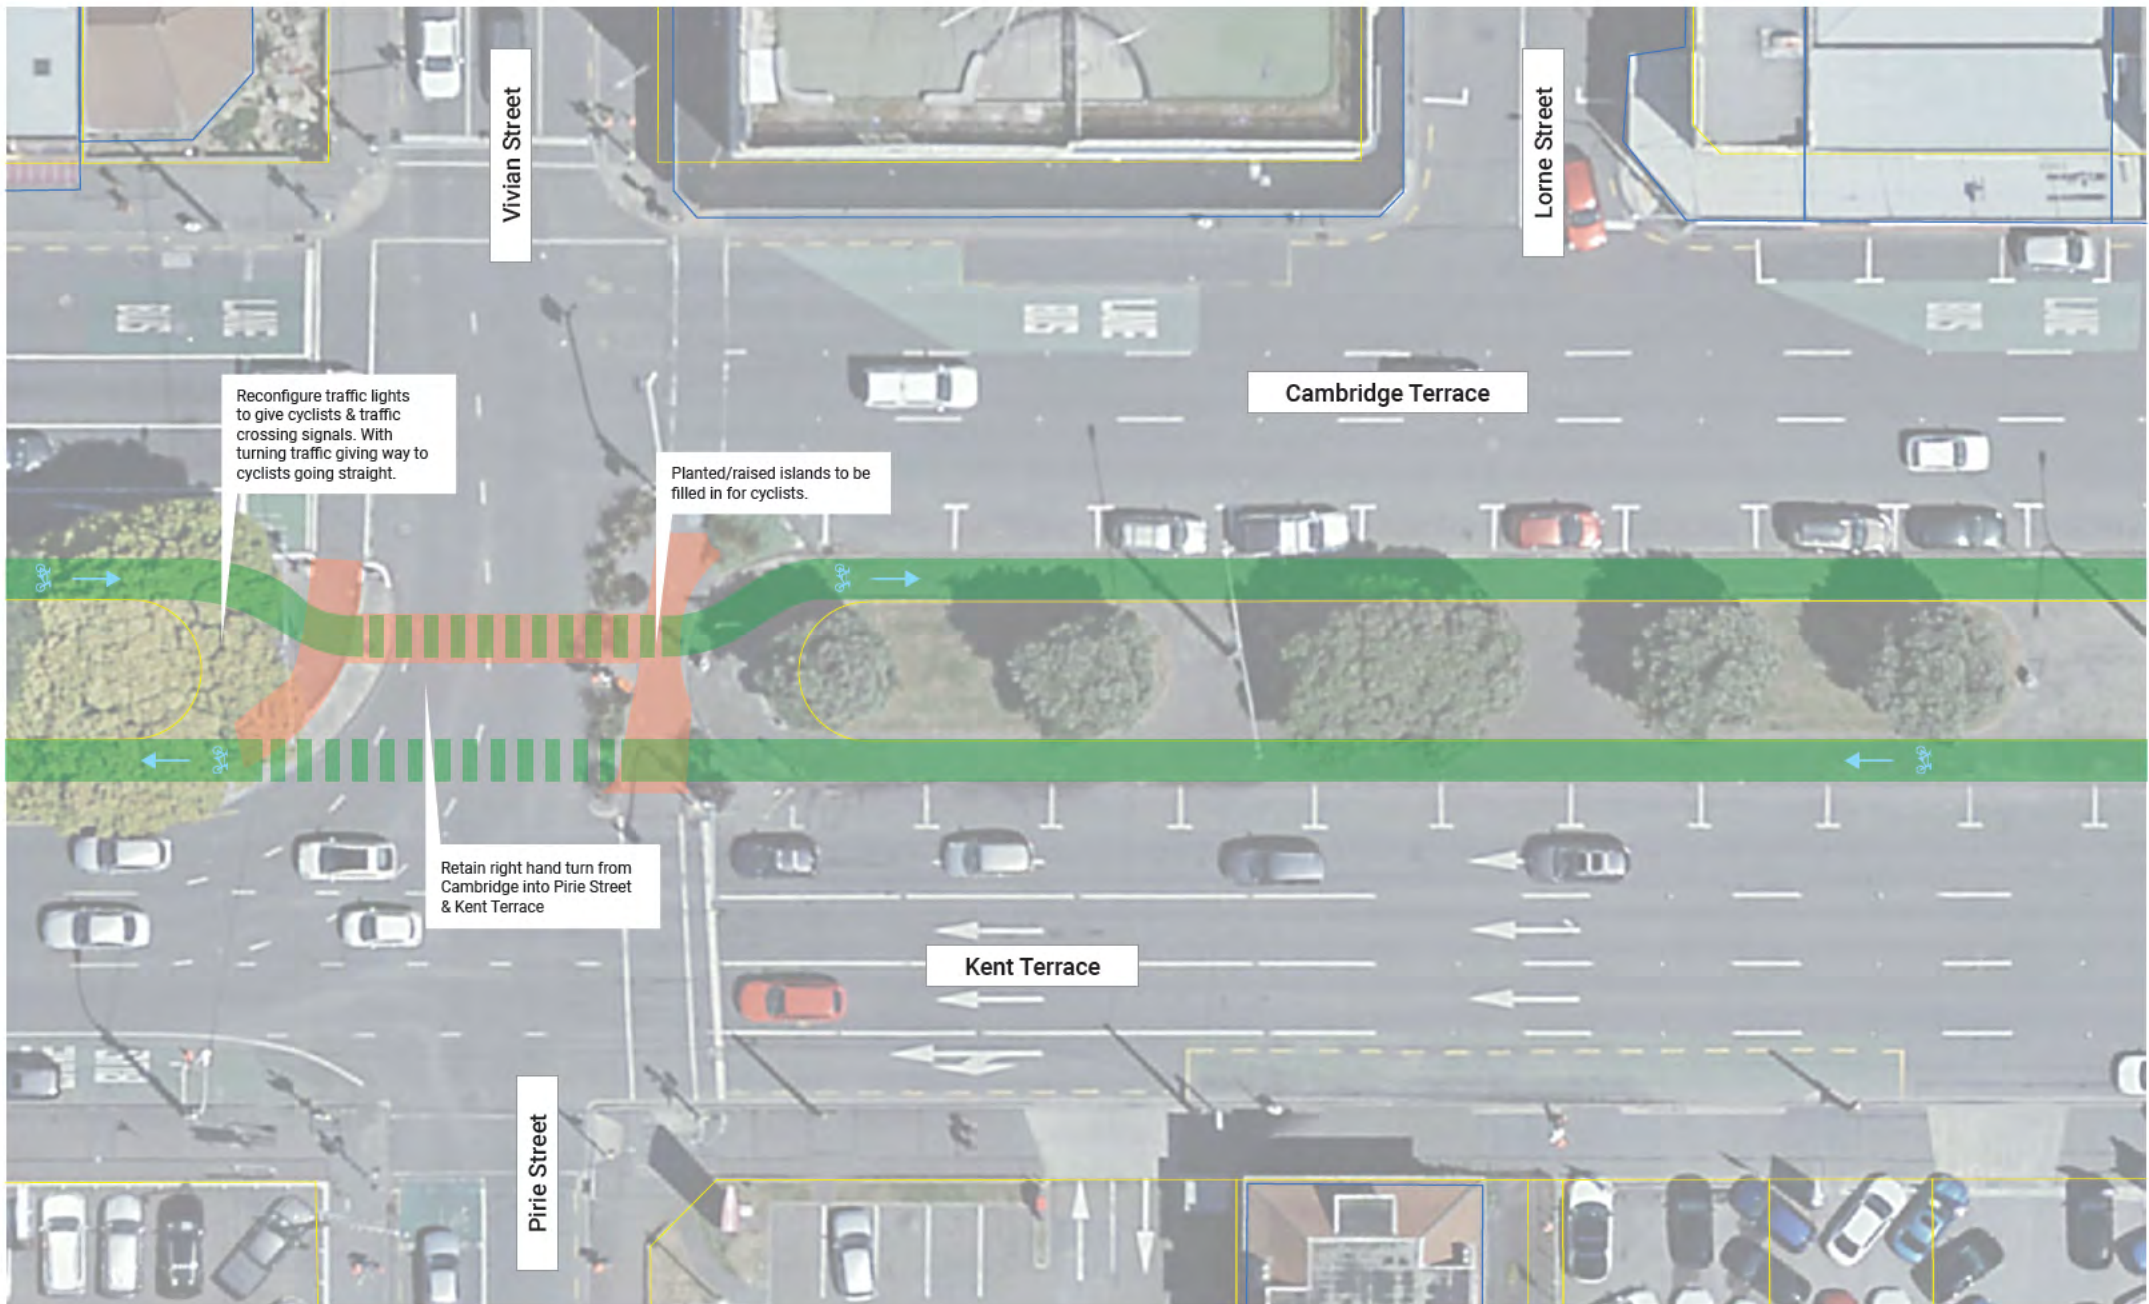 Vivian Street
Lorne Street
Reconfigure traffic lights
to give cyclists & traffic
crossing signals. With
turning traffic giving way to
cyclists going straight.
Cambridge Terrace
Planted/raised islands to be
filled in for cyclists.
Retain right hand turn from
Cambridge into Pirie Street
& Kent Terrace
Kent Terrace
Pirie Street